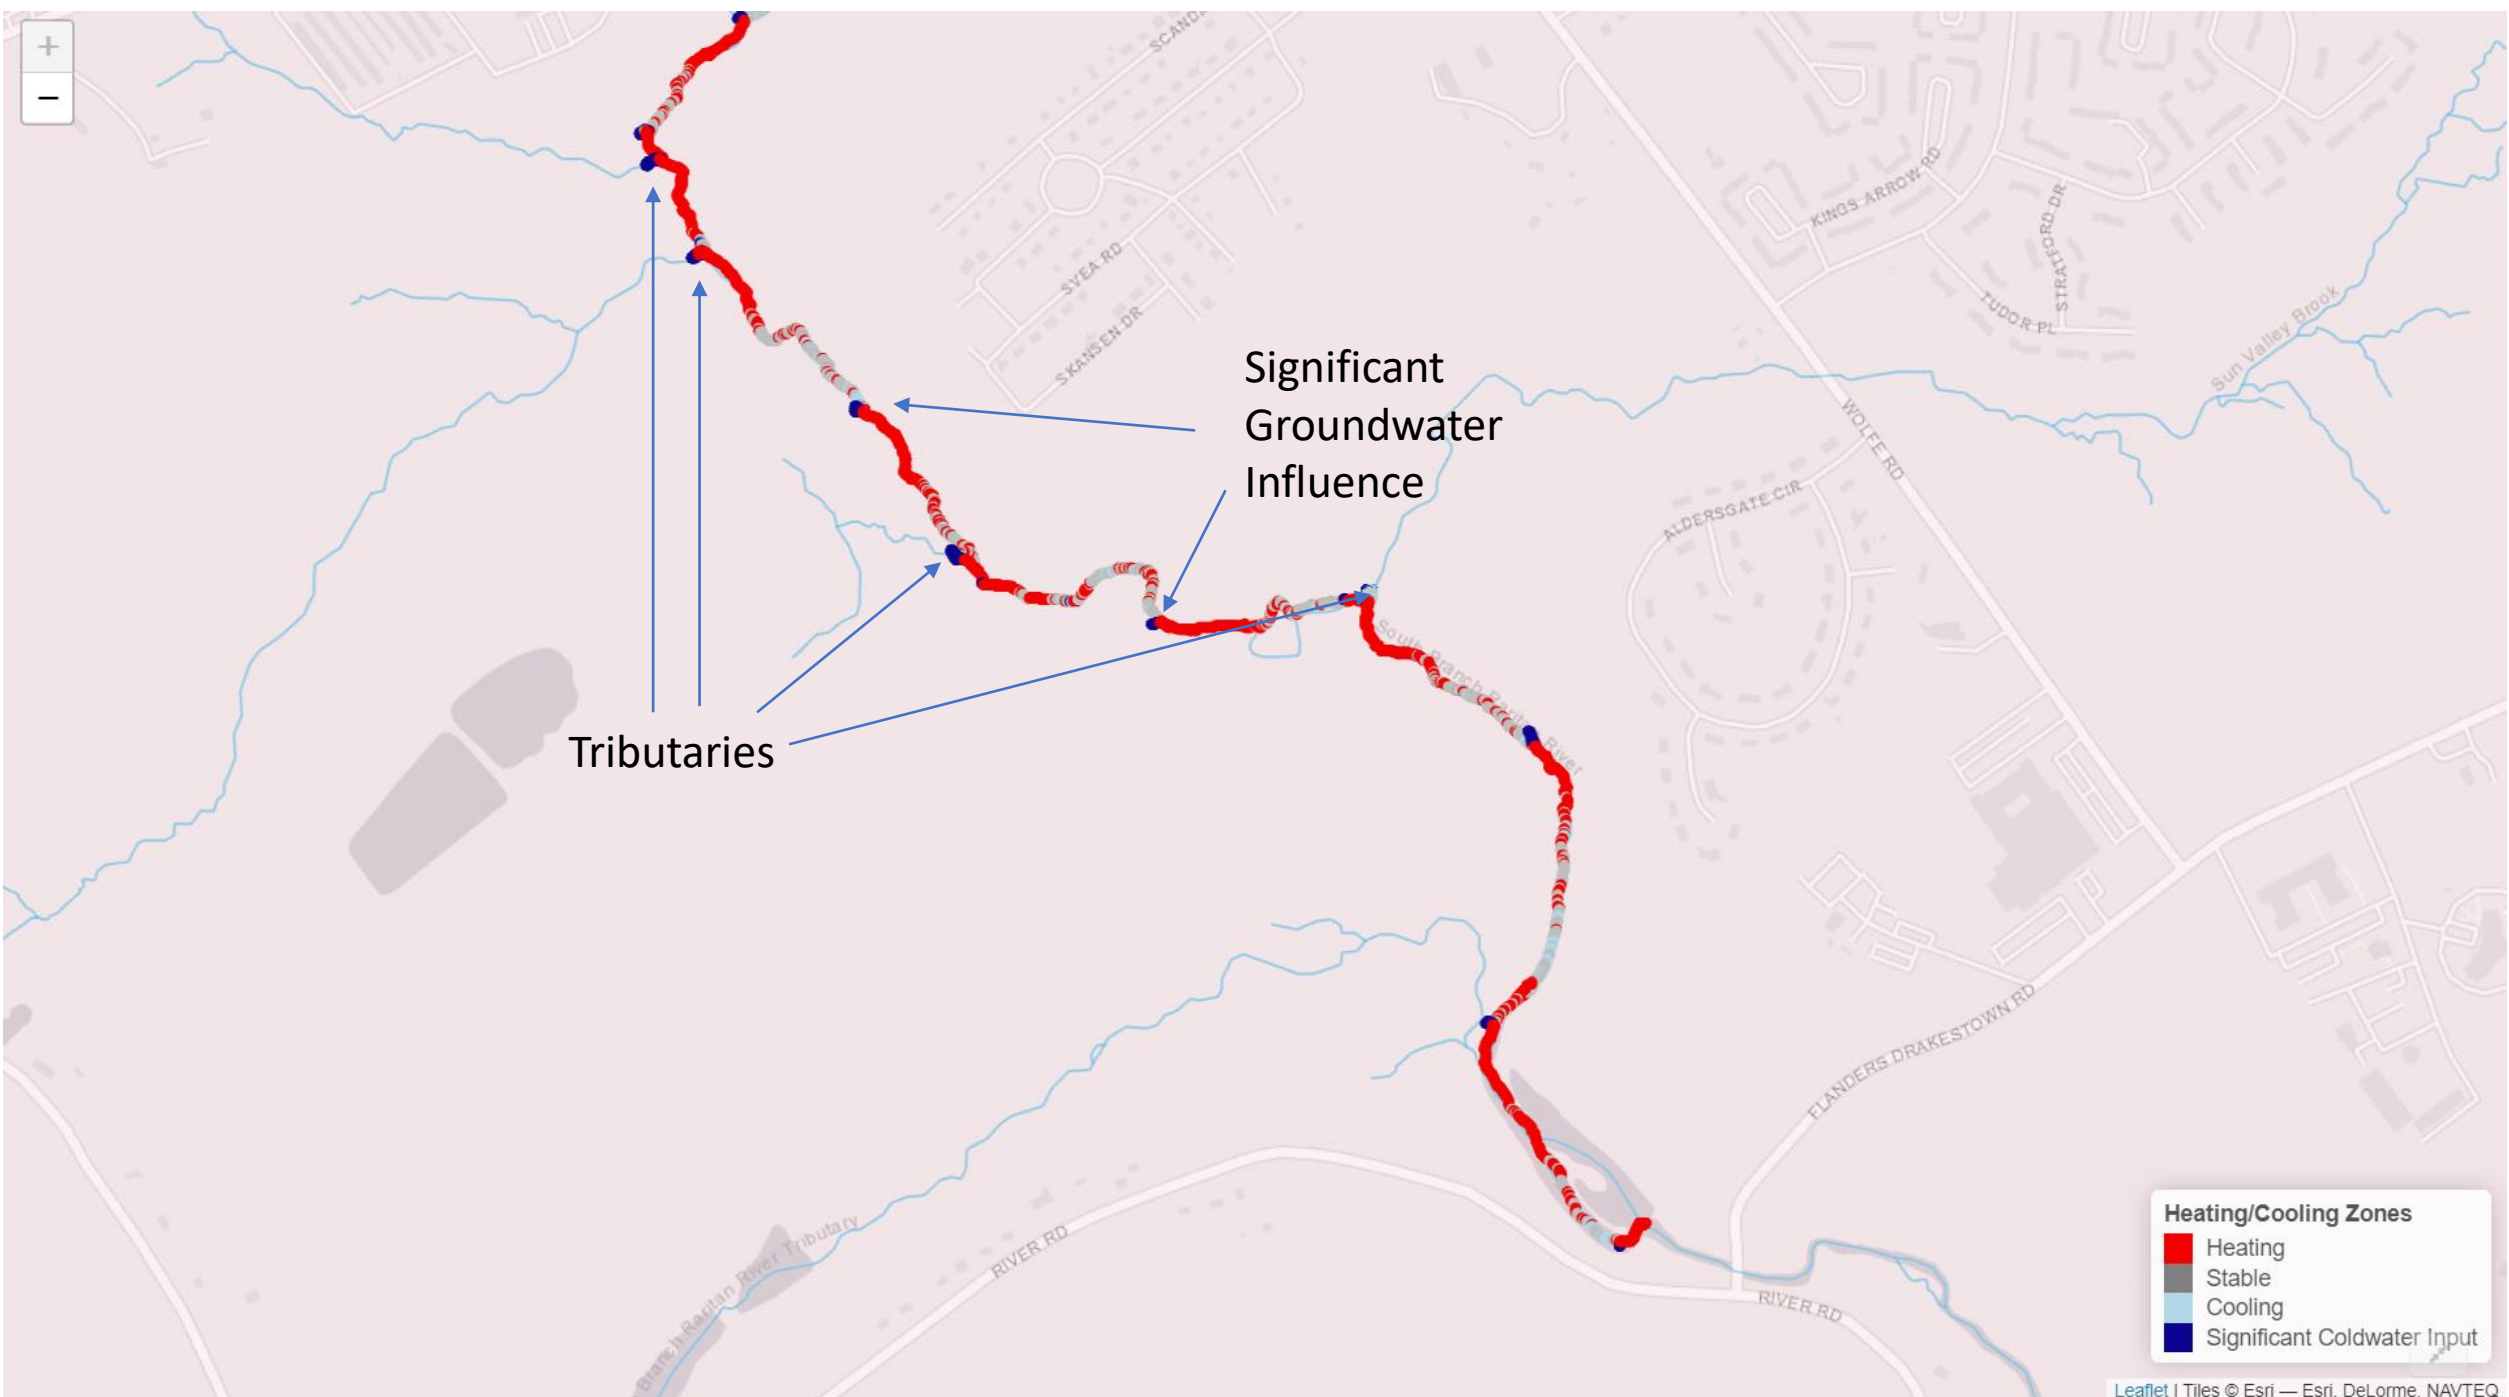 +
−
SCAND
KINGS ARROW RD
STRATFORD DR
TUDOR PL
SVEA RD
SKANSEN DR
Sun Valley Brook
Significant
Groundwater
Influence
WOLFE RD
ALDERSGATE CIR
South Branch Raritan River
Tributaries
FLANDERS DRAKESTOWN RD
Branch Raritan River Tributary
RIVER RD
RIVER RD
Heating/Cooling Zones
Heating
Stable
Cooling
Significant Coldwater Input
Leaflet | Tiles © Esri — Esri, DeLorme, NAVTEQ